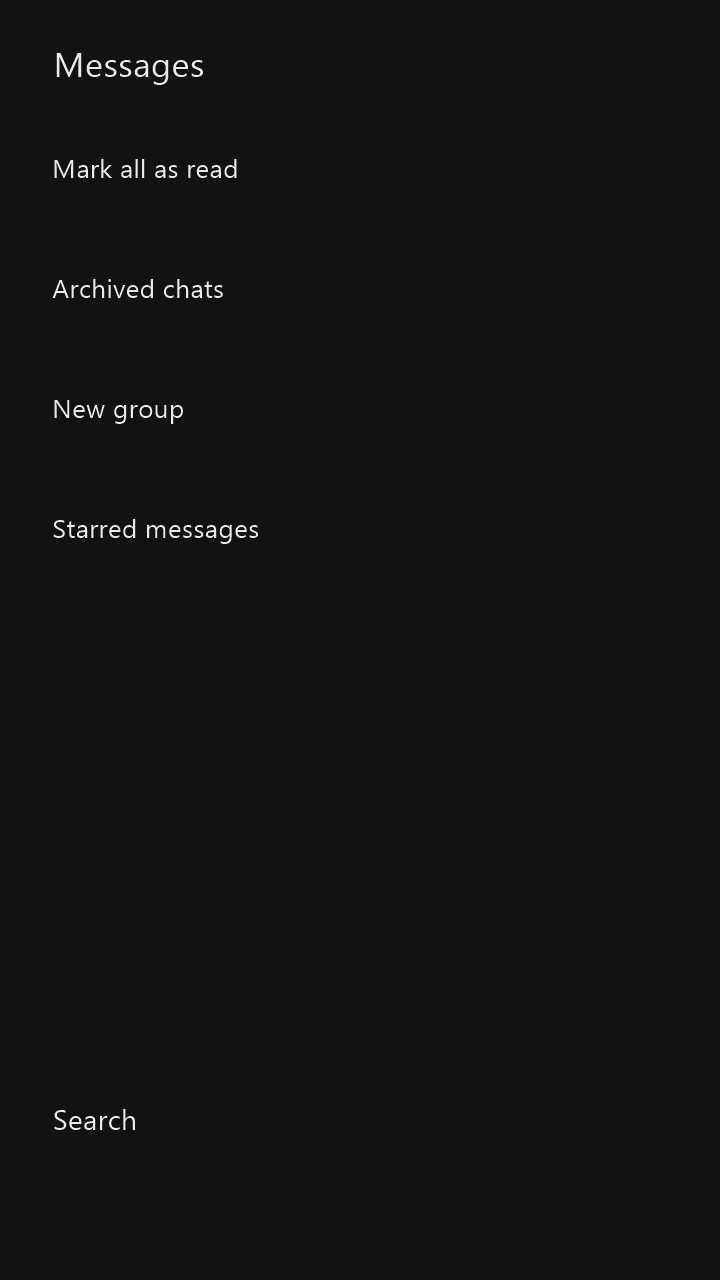 Messages
Mark all as read
Archived chats
New group
Starred messages
Search